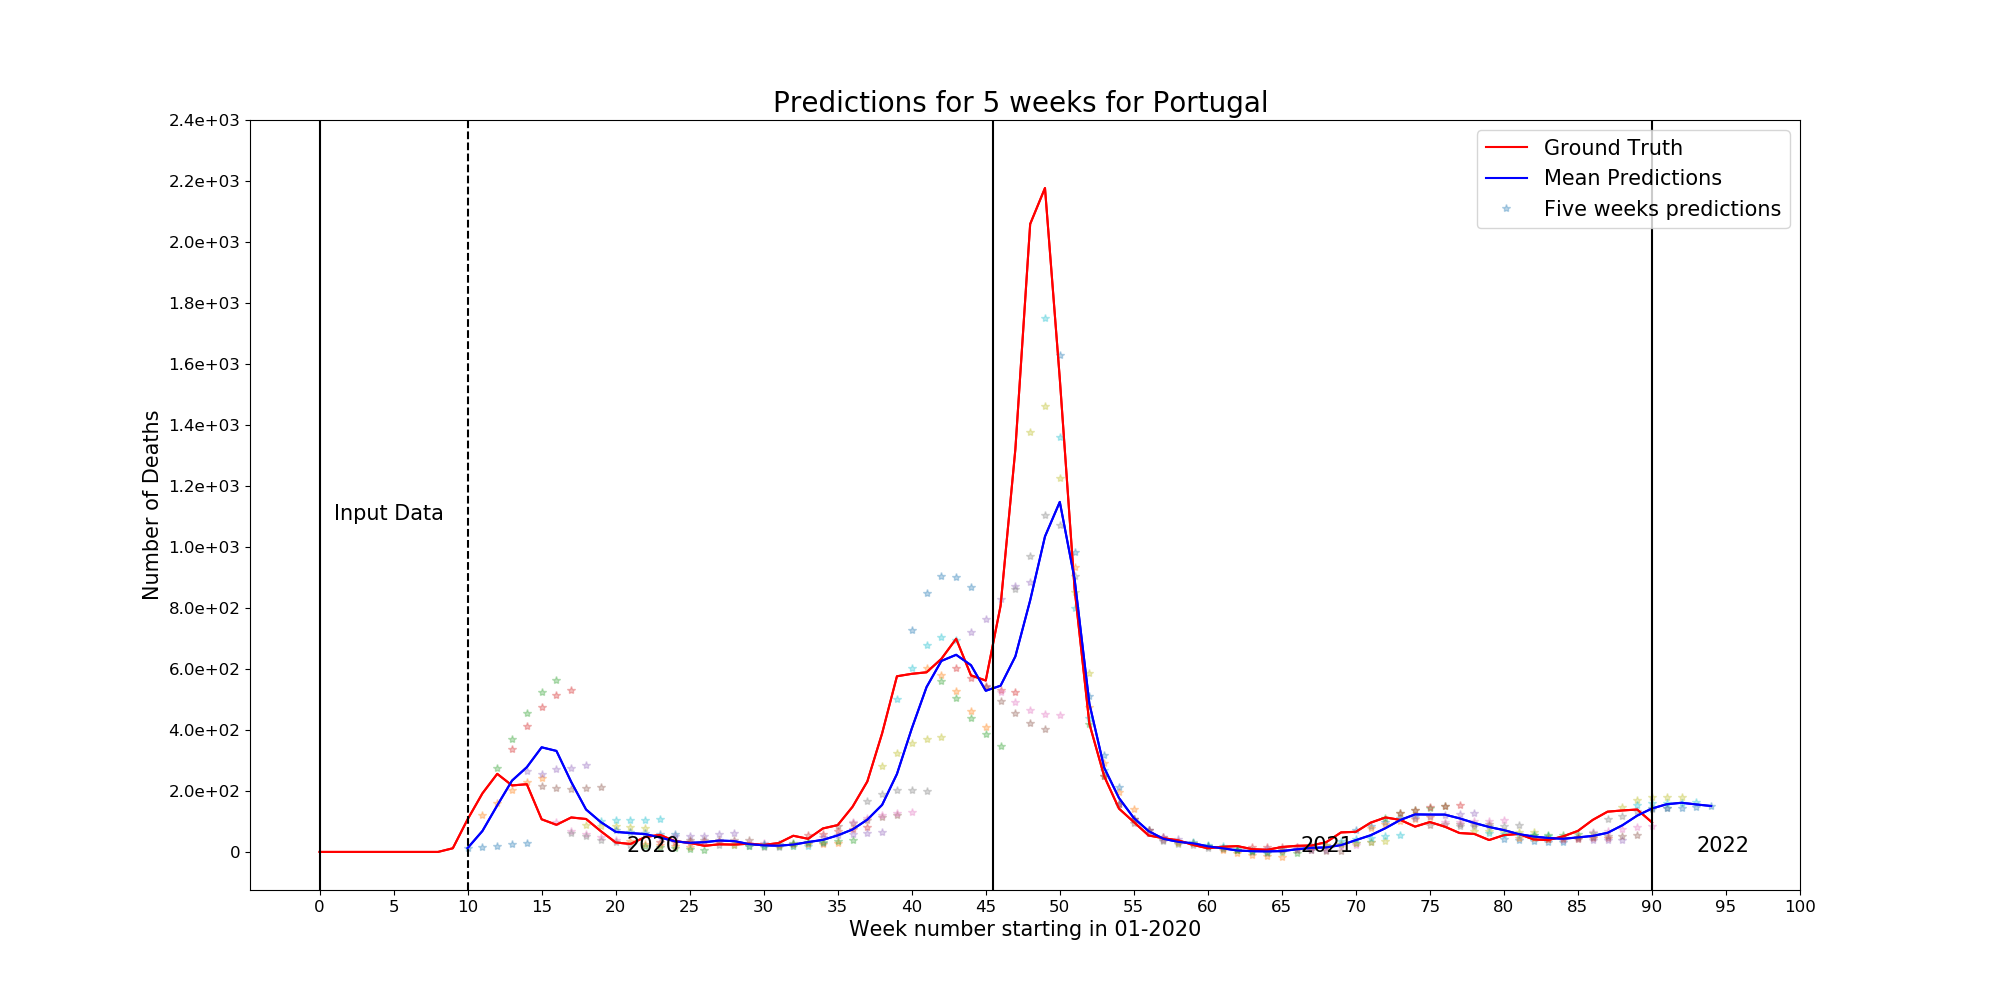 Predictions for 5 weeks for Portugal
2.4e+03
2.2e+03
2.0e+03
1.8e+03
1.6e+03
1.4e+03
1.2e+03
1.0e+03
8.0e+02
6.0e+02
4.0e+02
2.0e+02
0
Number of Deaths
Ground Truth
Mean Predictions
Five weeks predictions
Input Data
2020
2021
2022
0 5 10 15 20 25 30 35 40 45 50 55 60 65 70 75 80 85 90 95 100
Week number starting in 01-2020